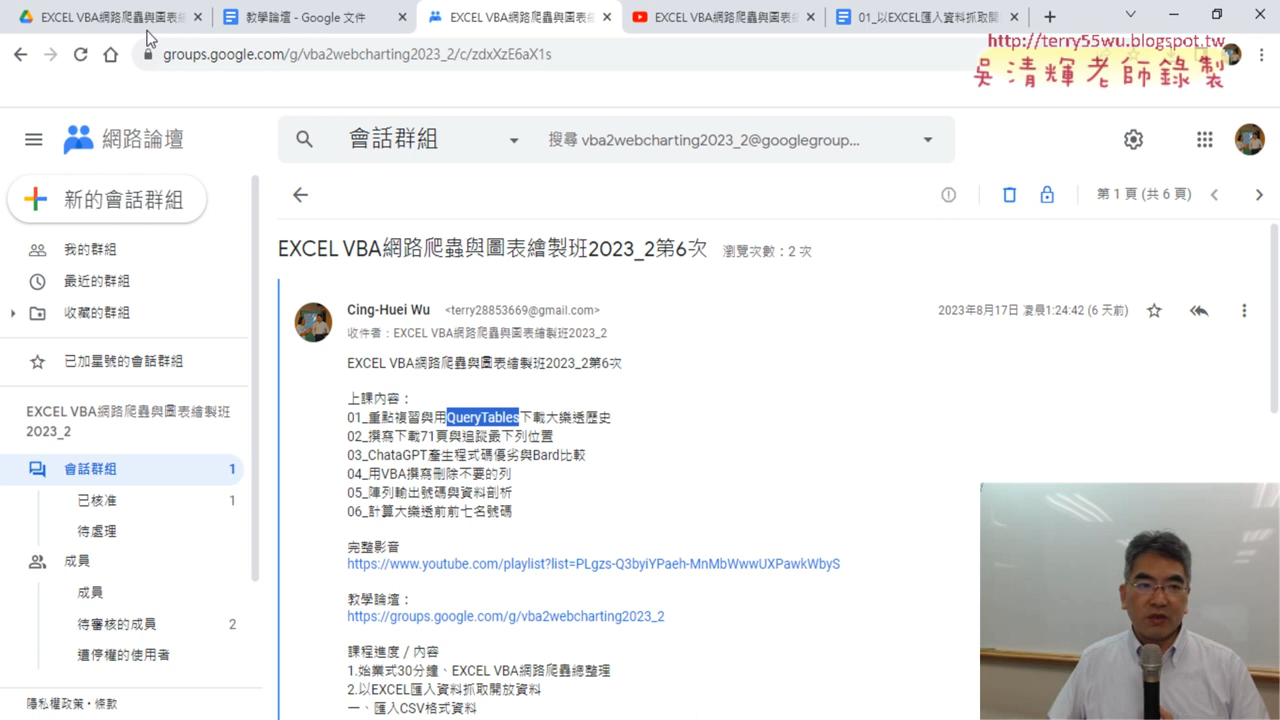 EXCEL VBA網路爬蟲與圖表繪
教學論壇 - Google 文件
EXCEL VBA網路爬蟲與圖表繪製
EXCEL VBA網路爬蟲與圖表繪
01_以EXCEL匯入資料抓取開
groups.google.com/g/vba2webcharting2023_2/c/zdxXzE6aX1s
http://terry55wu.blogspot.tw
吳清輝老師錄製
網路論壇
會話群組
搜尋 vba2webcharting2023_2@googlegroup...
新的會話群組
第 1 頁 (共 6 頁)
我的群組
最近的群組
收藏的群組
已加星號的會話群組
EXCEL VBA網路爬蟲與圖表繪製班
2023_2
會話群組 1
已核准 1
待處理
成員
成員
待審核的成員 2
遭停權的使用者
隱私權政策 • 條款
EXCEL VBA網路爬蟲與圖表繪製班2023_2第6次 瀏覽次數：2 次
Cing-Huei Wu <terry28853669@gmail.com>
2023年8月17日 凌晨1:24:42 (6 天前)
收件者：EXCEL VBA網路爬蟲與圖表繪製班2023_2
EXCEL VBA網路爬蟲與圖表繪製班2023_2第6次
上課內容：
01_重點複習與用QueryTables下載大樂透歷史
02_撰寫下載71頁與追蹤最下列位置
03_ChataGPT產生程式碼優劣與Bard比較
04_用VBA撰寫刪除不要的列
05_陣列輸出號碼與資料剖析
06_計算大樂透前前七名號碼
完整影音
https://www.youtube.com/playlist?list=PLgzs-Q3byiYPaeh-MnMbWwwUXPawkWbyS
教學論壇：
https://groups.google.com/g/vba2webcharting2023_2
課程進度 / 內容
1.始業式30分鐘、EXCEL VBA網路爬蟲總整理
2.以EXCEL匯入資料抓取開放資料
一、匯入CSV格式資料